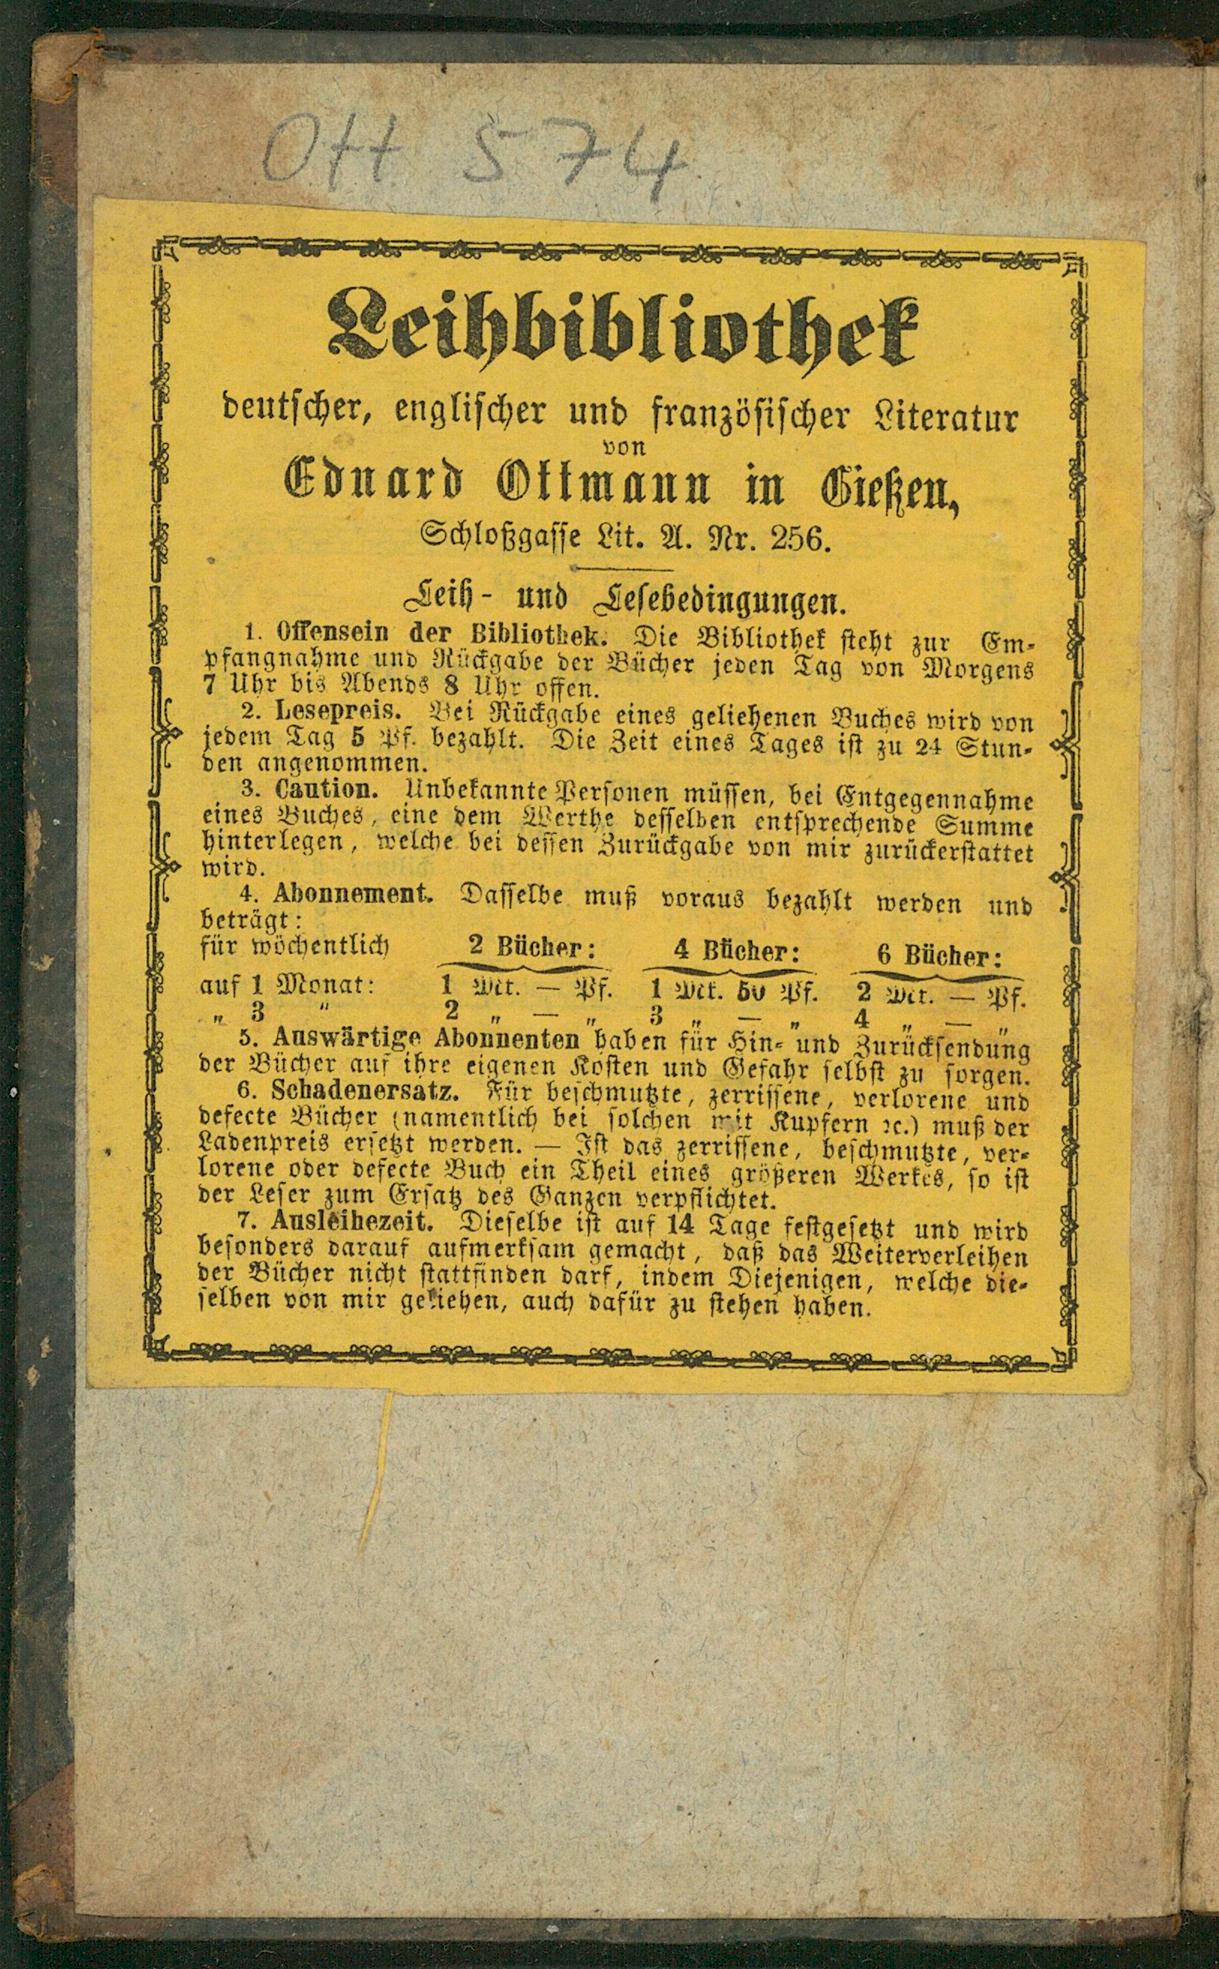 Ott 574
Leihbibliothek
deutscher, englischer und französischer Literatur
von
Eduard Ottmann in Gießen,
Schloßgasse Lit. A. Nr. 256.
Leih- und Lesebedingungen.
1. Offensein der Bibliothek. Die Bibliothek steht zur Em-
pfangnahme und Rückgabe der Bücher jeden Tag von Morgens
7 Uhr bis Abends 8 Uhr offen.
2. Lesepreis. Bei Rückgabe eines geliehenen Buches wird von
jedem Tag 5 Pf. bezahlt. Die Zeit eines Tages ist zu 24 Stun-
den angenommen.
3. Caution. Unbekannte Personen müssen, bei Entgegennahme
eines Buches, eine dem Werthe desselben entsprechende Summe
hinterlegen, welche bei dessen Zurückgabe von mir zurückerstattet
wird.
4. Abonnement. Dasselbe muß voraus bezahlt werden und
beträgt:
für wöchentlich 2 Bücher: 4 Bücher: 6 Bücher:
auf 1 Monat: 1 Mk. — Pf. 1 Mk. 50 Pf. 2 Mk. — Pf.
„ 3 „ 2 „ — „ 3 „ — „ 4 „ — „
5. Auswärtige Abonnenten haben für Hin- und Zurücksendung
der Bücher auf ihre eigenen Kosten und Gefahr selbst zu sorgen.
6. Schadenersatz. Für beschmutzte, zerrissene, verlorene und
defecte Bücher (namentlich bei solchen mit Kupfern ꝛc.) muß der
Ladenpreis ersetzt werden. — Ist das zerrissene, beschmutzte, ver-
lorene oder defecte Buch ein Theil eines größeren Werkes, so ist
der Leser zum Ersatz des Ganzen verpflichtet.
7. Ausleihezeit. Dieselbe ist auf 14 Tage festgesetzt und wird
besonders darauf aufmerksam gemacht, daß das Weiterverleihen
der Bücher nicht stattfinden darf, indem Diejenigen, welche die-
selben von mir geliehen, auch dafür zu stehen haben.